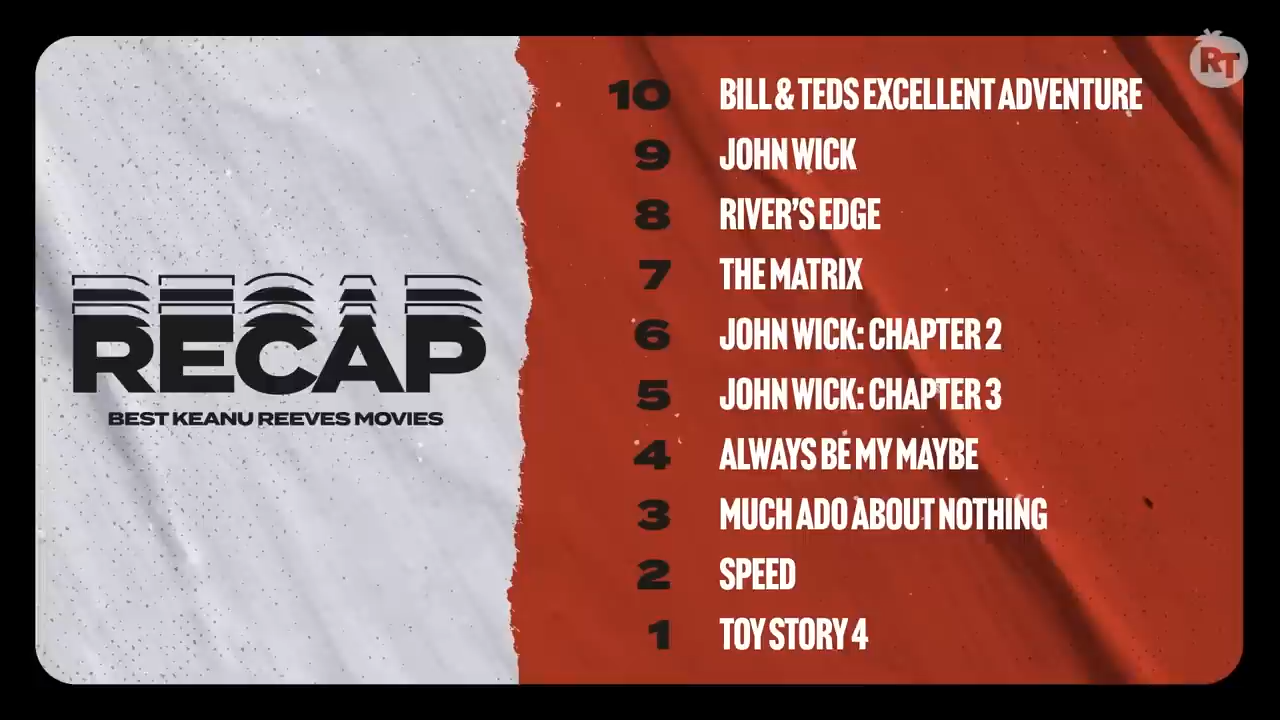 RT
RECAP
BEST KEANU REEVES MOVIES
10 BILL & TEDS EXCELLENT ADVENTURE
9 JOHN WICK
8 RIVER'S EDGE
7 THE MATRIX
6 JOHN WICK: CHAPTER 2
5 JOHN WICK: CHAPTER 3
4 ALWAYS BE MY MAYBE
3 MUCH ADO ABOUT NOTHING
2 SPEED
1 TOY STORY 4